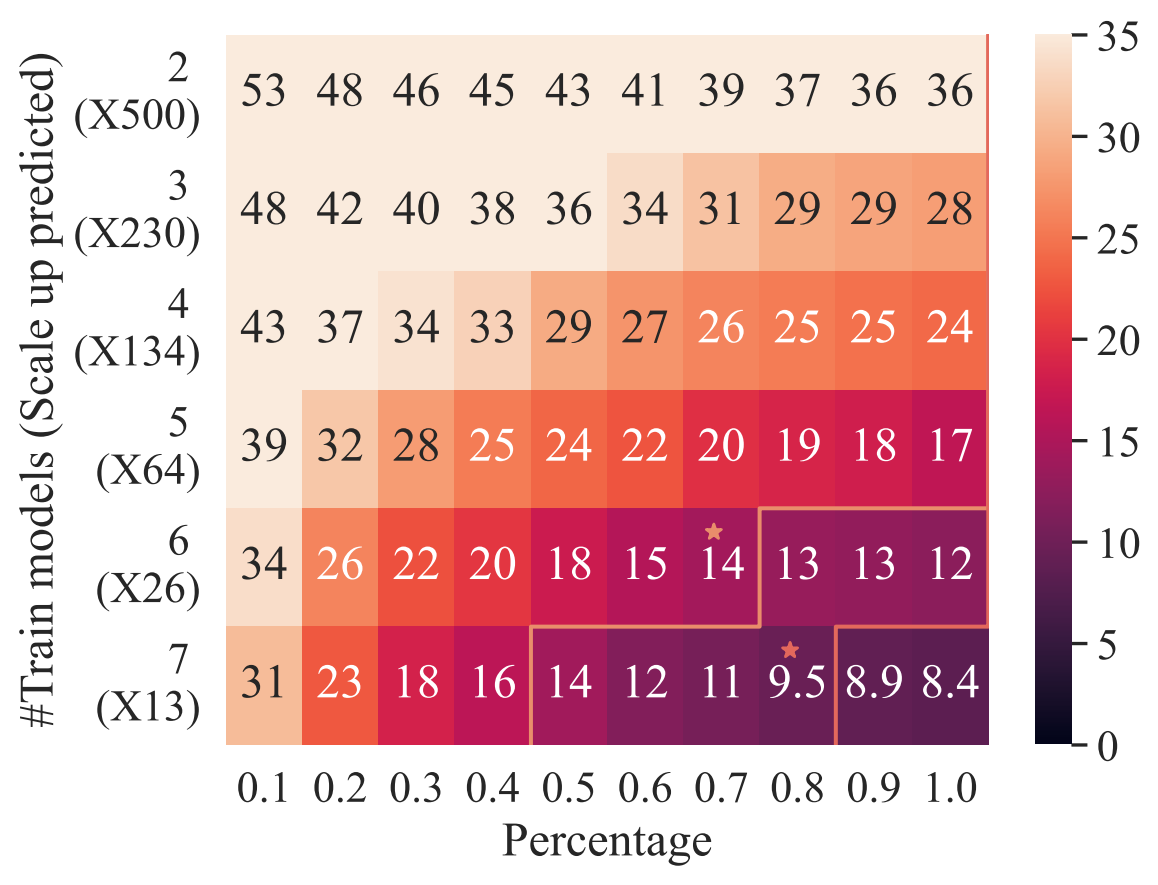 #Train models (Scale up predicted)
2
(X500)
53 48 46 45 43 41 39 37 36 36
3
(X230)
48 42 40 38 36 34 31 29 29 28
4
(X134)
43 37 34 33 29 27 26 25 25 24
5
(X64)
39 32 28 25 24 22 20 19 18 17
6
(X26)
34 26 22 20 18 15 14 13 13 12
7
(X13)
31 23 18 16 14 12 11 9.5 8.9 8.4
0.1 0.2 0.3 0.4 0.5 0.6 0.7 0.8 0.9 1.0
Percentage
35
30
25
20
15
10
5
0